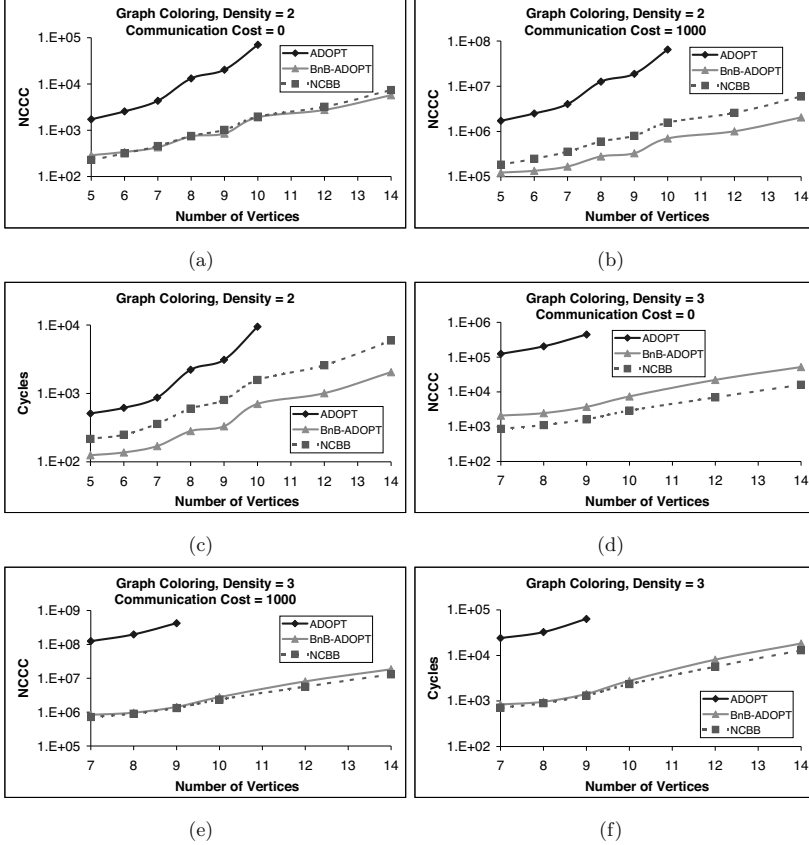 Graph Coloring, Density = 2
Communication Cost = 0
1.E+05
1.E+04
1.E+03
1.E+02
NCCC
ADOPT
BnB-ADOPT
NCBB
5 6 7 8 9 10 11 12 13 14
Number of Vertices
(a)
Graph Coloring, Density = 2
Communication Cost = 1000
1.E+08
1.E+07
1.E+06
1.E+05
NCCC
ADOPT
BnB-ADOPT
NCBB
5 6 7 8 9 10 11 12 13 14
Number of Vertices
(b)
Graph Coloring, Density = 2
1.E+04
1.E+03
1.E+02
Cycles
ADOPT
BnB-ADOPT
NCBB
5 6 7 8 9 10 11 12 13 14
Number of Vertices
(c)
Graph Coloring, Density = 3
Communication Cost = 0
1.E+06
1.E+05
1.E+04
1.E+03
1.E+02
NCCC
ADOPT
BnB-ADOPT
NCBB
7 8 9 10 11 12 13 14
Number of Vertices
(d)
Graph Coloring, Density = 3
Communication Cost = 1000
1.E+09
1.E+08
1.E+07
1.E+06
1.E+05
NCCC
ADOPT
BnB-ADOPT
NCBB
7 8 9 10 11 12 13 14
Number of Vertices
(e)
Graph Coloring, Density = 3
1.E+05
1.E+04
1.E+03
1.E+02
Cycles
ADOPT
BnB-ADOPT
NCBB
7 8 9 10 11 12 13 14
Number of Vertices
(f)